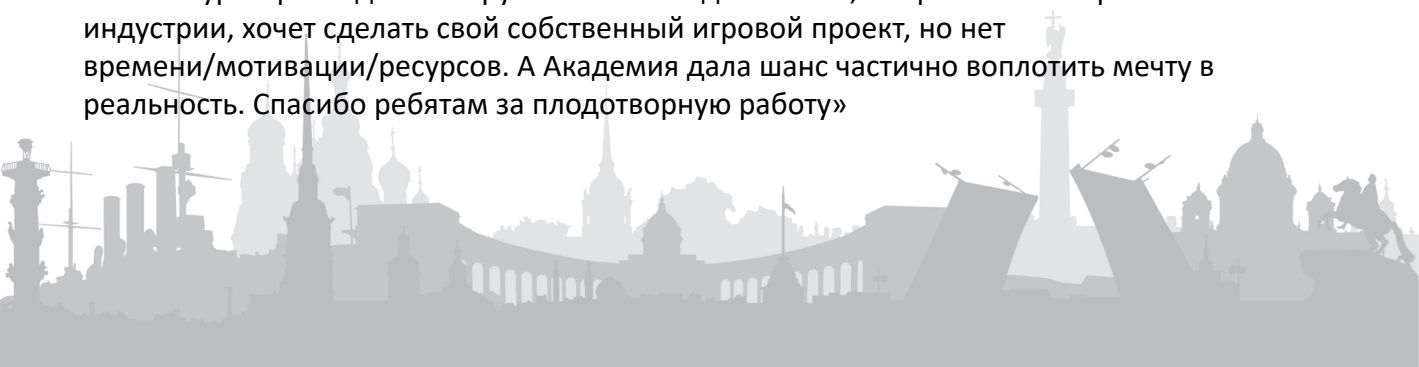 индустрии, хочет сделать свой собственный игровой проект, но нет
времени/мотивации/ресурсов. А Академия дала шанс частично воплотить мечту в
реальность. Спасибо ребятам за плодотворную работу»